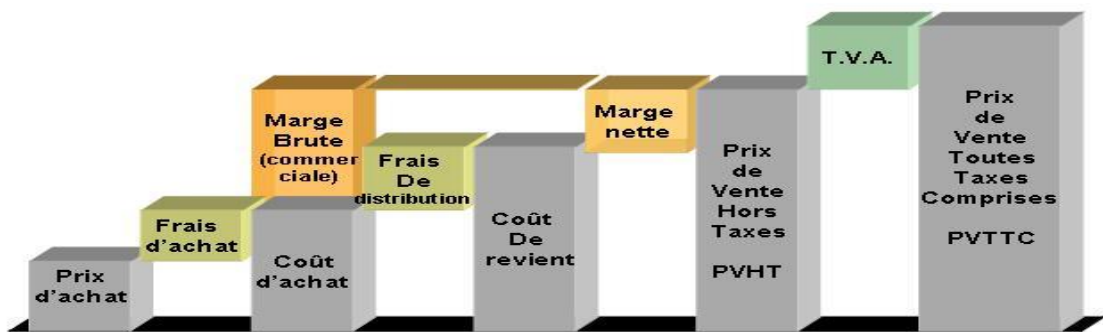 Prix
d'achat
Frais
d'achat
Marge
Brute
(commer
ciale)
Coût
d'achat
Frais
De
distribution
Coût
De
revient
Marge
nette
Prix
de
Vente
Hors
Taxes
PVHT
T.V.A.
Prix
de
Vente
Toutes
Taxes
Comprises
PVTTC